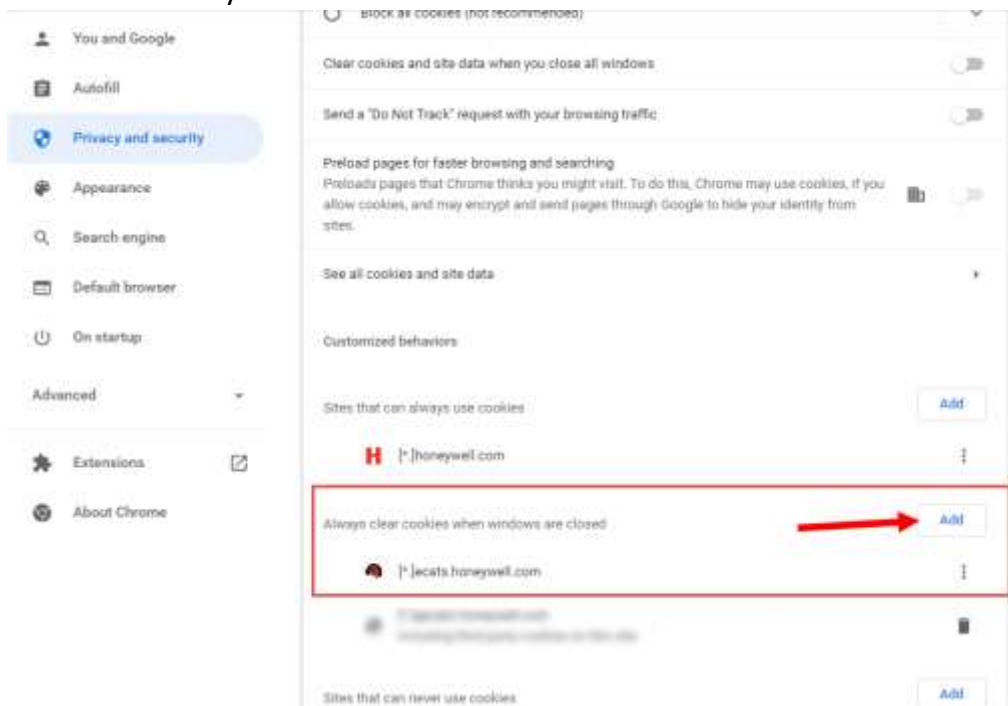 Block all cookies (not recommended)
You and Google
Clear cookies and site data when you close all windows
Autofill
Send a "Do Not Track" request with your browsing traffic
Privacy and security
Preload pages for faster browsing and searching
Appearance
Preloads pages that Chrome thinks you might visit. To do this, Chrome may use cookies, if you
allow cookies, and may encrypt and send pages through Google to hide your identity from
sites.
Search engine
See all cookies and site data
Default browser
On startup
Customized behaviors
Advanced
Sites that can always use cookies
Add
[*.]honeywell.com
Extensions
About Chrome
Always clear cookies when windows are closed
Add
[*.]ecats.honeywell.com
Sites that can never use cookies
Add